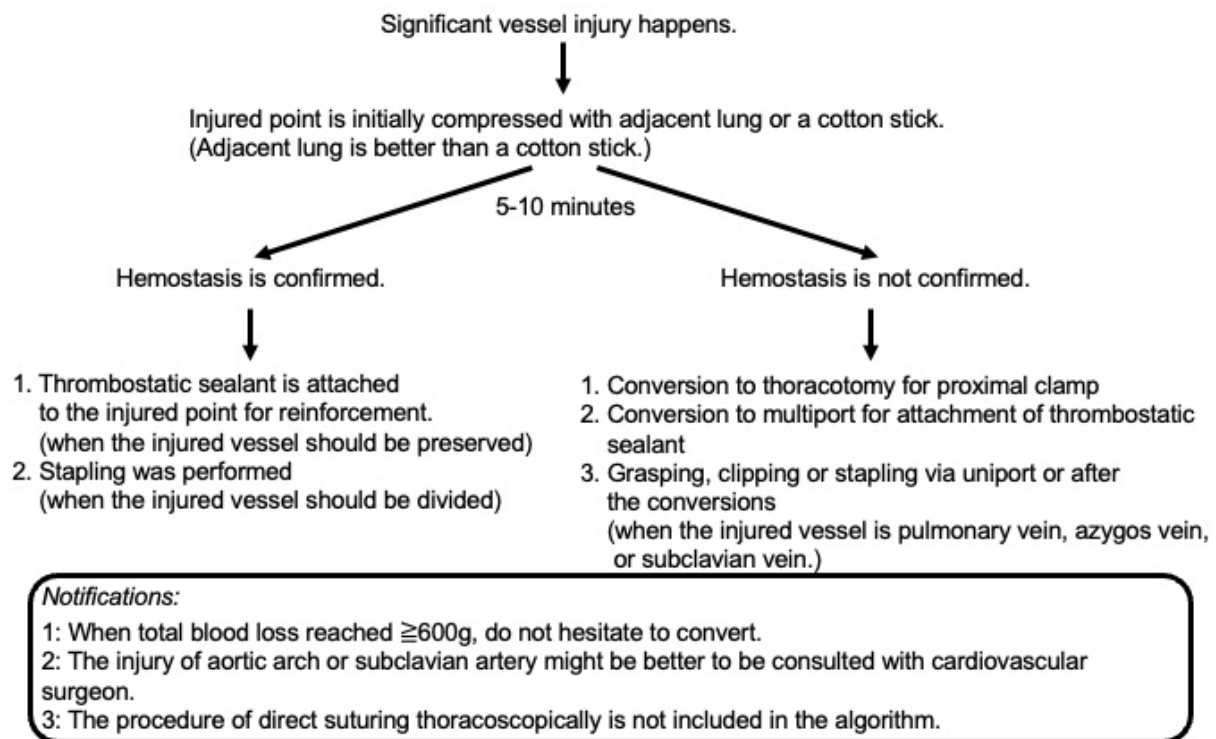 Significant vessel injury happens.
Injured point is initially compressed with adjacent lung or a cotton stick.
(Adjacent lung is better than a cotton stick.)
5-10 minutes
Hemostasis is confirmed.
Hemostasis is not confirmed.
1. Thrombostatic sealant is attached
to the injured point for reinforcement.
(when the injured vessel should be preserved)
2. Stapling was performed
(when the injured vessel should be divided)
1. Conversion to thoracotomy for proximal clamp
2. Conversion to multiport for attachment of thrombostatic
sealant
3. Grasping, clipping or stapling via uniport or after
the conversions
(when the injured vessel is pulmonary vein, azygos vein,
or subclavian vein.)
Notifications:
1: When total blood loss reached ≧600g, do not hesitate to convert.
2: The injury of aortic arch or subclavian artery might be better to be consulted with cardiovascular
surgeon.
3: The procedure of direct suturing thoracoscopically is not included in the algorithm.